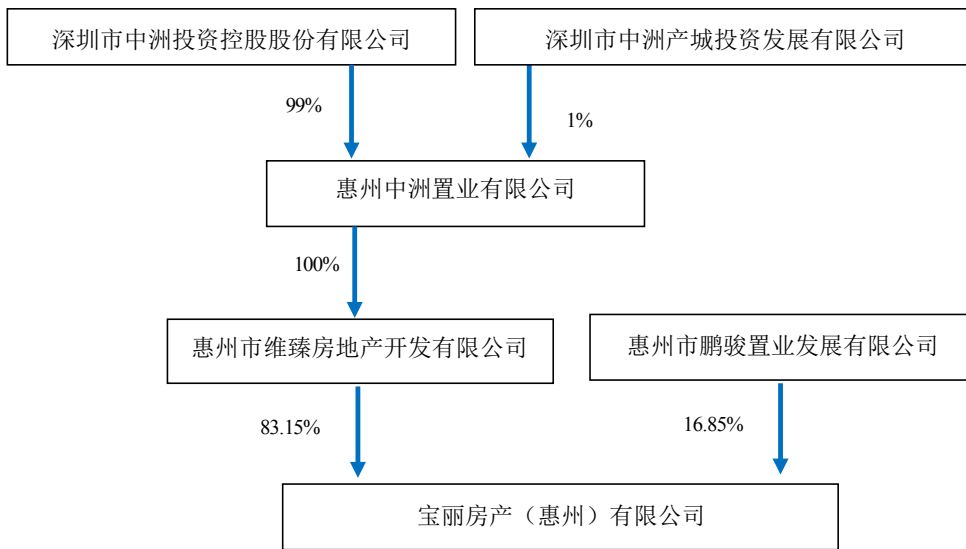 深圳市中洲投资控股股份有限公司
深圳市中洲产城投资发展有限公司
99%
1%
惠州中洲置业有限公司
100%
惠州市维臻房地产开发有限公司
惠州市鹏骏置业发展有限公司
83.15%
16.85%
宝丽房产（惠州）有限公司